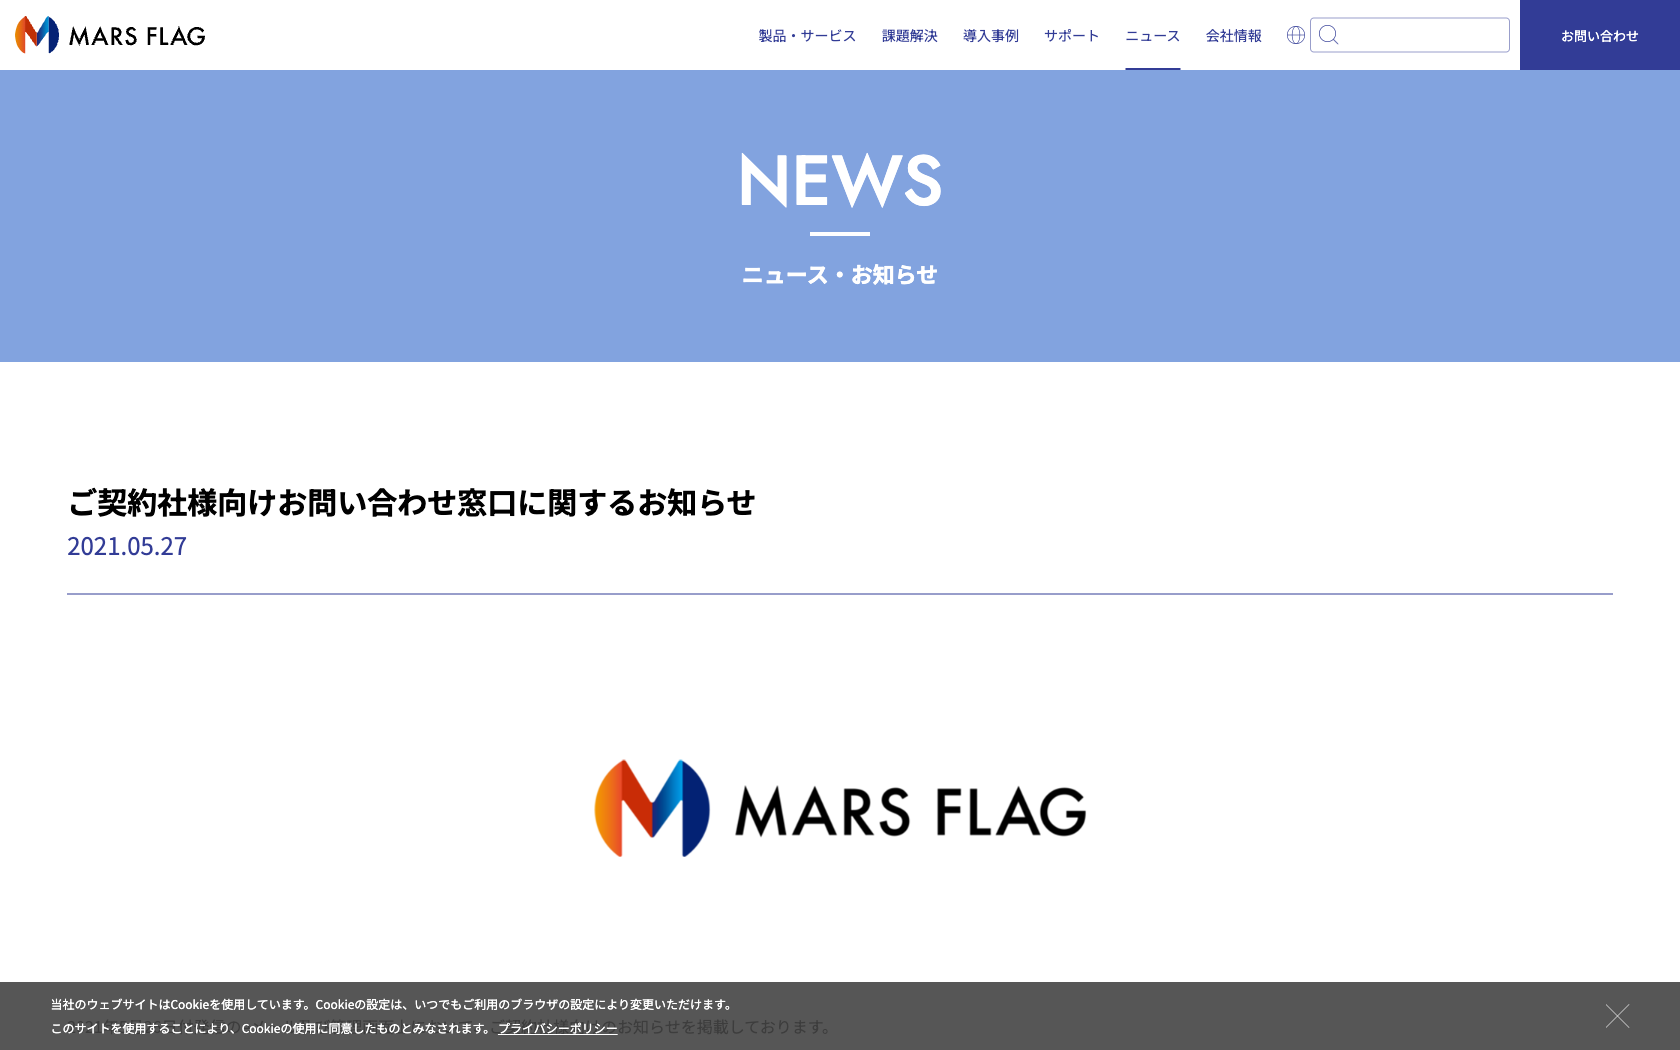 MARS FLAG
製品・サービス 課題解決 導入事例 サポート ニュース 会社情報
お問い合わせ
NEWS
ニュース・お知らせ
ご契約社様向けお問い合わせ窓口に関するお知らせ
2021.05.27
MARS FLAG
当社のウェブサイトはCookieを使用しています。Cookieの設定は、いつでもご利用のブラウザの設定により変更いただけます。
このサイトを使用することにより、Cookieの使用に同意したものとみなされます。 プライバシーポリシー
のお知らせを掲載しております。